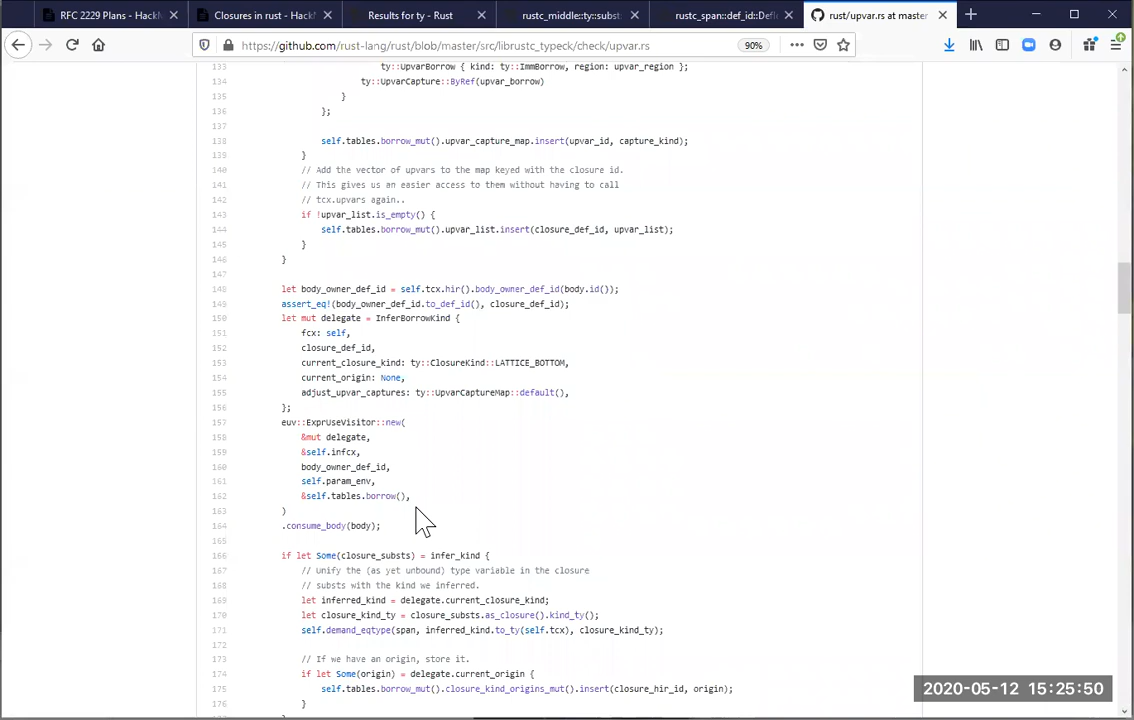 RFC 2229 Plans - HackM
Closures in rust - HackM
Results for ty - Rust
rustc_middle::ty::subst
rustc_span::def_id::DefI
rust/upvar.rs at master
https://github.com/rust-lang/rust/blob/master/src/librustc_typeck/check/upvar.rs
90%
133 ty::UpvarBorrow { kind: ty::ImmBorrow, region: upvar_region };
134 ty::UpvarCapture::ByRef(upvar_borrow)
135 }
136 };
137
138 self.tables.borrow_mut().upvar_capture_map.insert(upvar_id, capture_kind);
139 }
140 // Add the vector of upvars to the map keyed with the closure id.
141 // This gives us an easier access to them without having to call
142 // tcx.upvars again..
143 if !upvar_list.is_empty() {
144 self.tables.borrow_mut().upvar_list.insert(closure_def_id, upvar_list);
145 }
146 }
147
148 let body_owner_def_id = self.tcx.hir().body_owner_def_id(body.id());
149 assert_eq!(body_owner_def_id.to_def_id(), closure_def_id);
150 let mut delegate = InferBorrowKind {
151 fcx: self,
152 closure_def_id,
153 current_closure_kind: ty::ClosureKind::LATTICE_BOTTOM,
154 current_origin: None,
155 adjust_upvar_captures: ty::UpvarCaptureMap::default(),
156 };
157 euv::ExprUseVisitor::new(
158 &mut delegate,
159 &self.infcx,
160 body_owner_def_id,
161 self.param_env,
162 &self.tables.borrow(),
163 )
164 .consume_body(body);
165
166 if let Some(closure_substs) = infer_kind {
167 // Unify the (as yet unbound) type variable in the closure
168 // substs with the kind we inferred.
169 let inferred_kind = delegate.current_closure_kind;
170 let closure_kind_ty = closure_substs.as_closure().kind_ty();
171 self.demand_eqtype(span, inferred_kind.to_ty(self.tcx), closure_kind_ty);
172
173 // If we have an origin, store it.
174 if let Some(origin) = delegate.current_origin {
175 self.tables.borrow_mut().closure_kind_origins_mut().insert(closure_hir_id, origin);
176 }
2020-05-12 15:25:50